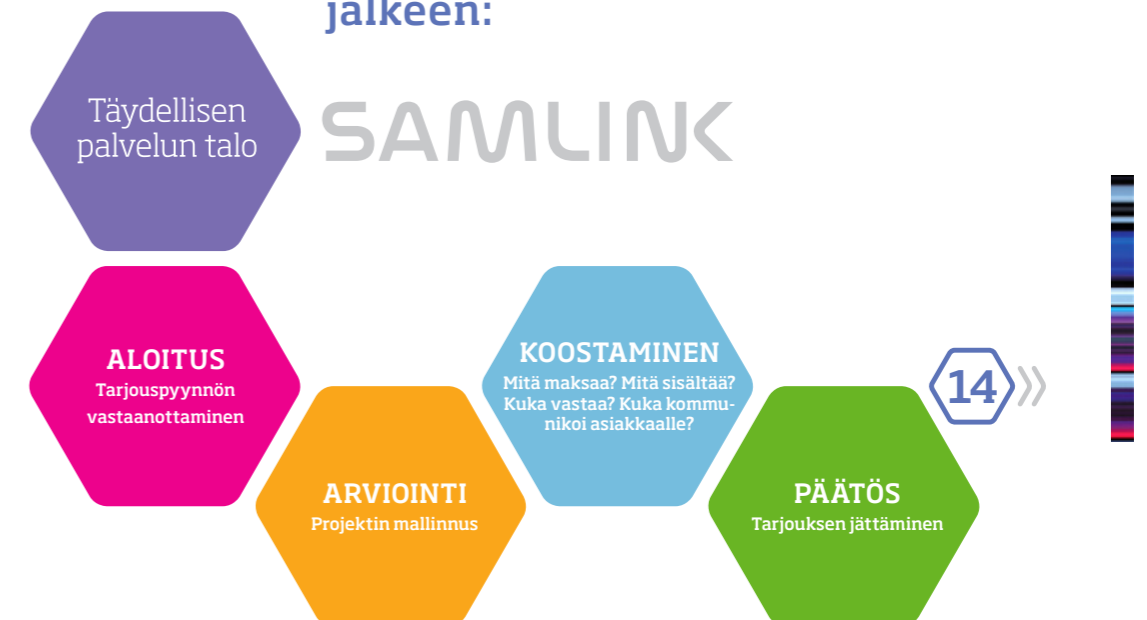 jälkeen:
Täydellisen
palvelun talo
SAMLINK
ALOITUS
Tarjouspyynnön
vastaanottaminen
ARVIOINTI
Projektin mallinnus
KOOSTAMINEN
Mitä maksaa? Mitä sisältää?
Kuka vastaa? Kuka kommu-
nikoi asiakkaalle?
PÄÄTÖS
Tarjouksen jättäminen
14